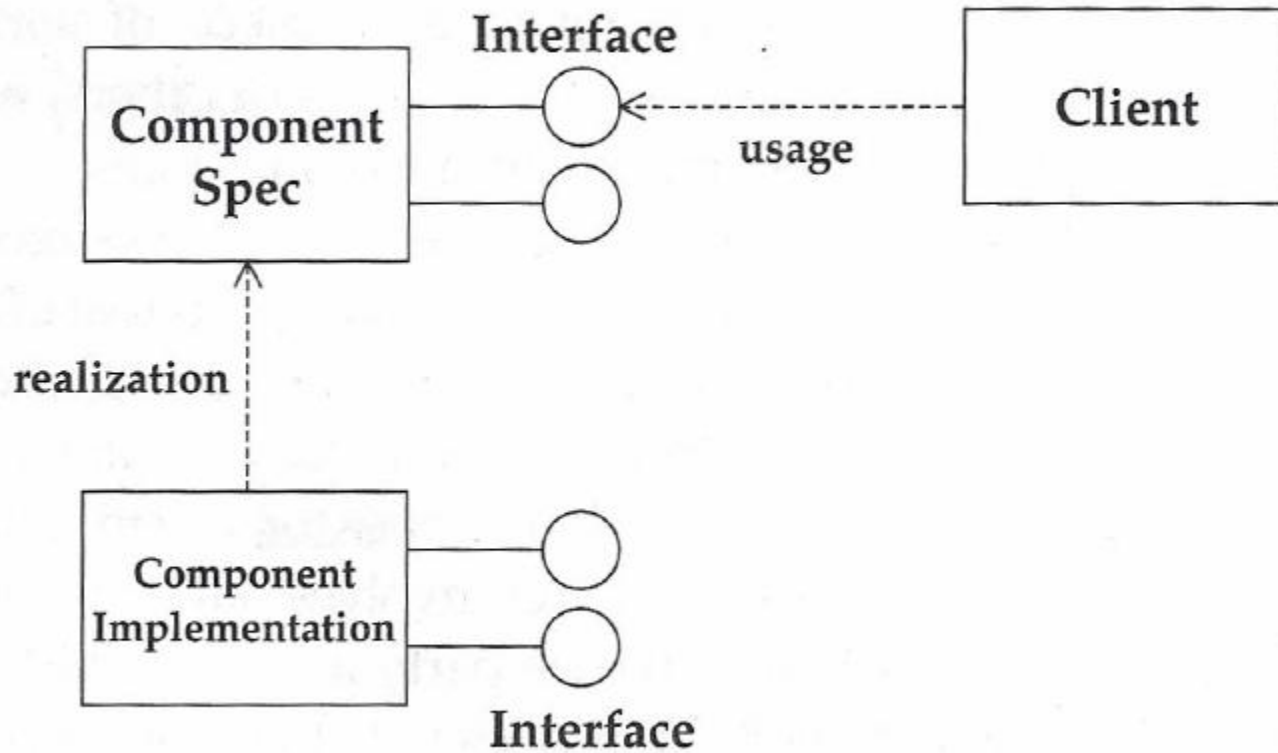 Interface
Component
Spec
Client
usage
realization
Component
Implementation
Interface